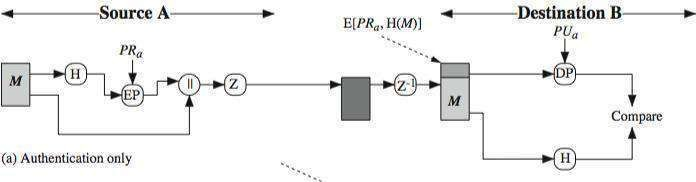 Source A
Destination B
E[PRa, H(M)]
PUa
PRa
M
H
EP
||
Z
Z-1
M
DP
Compare
H
(a) Authentication only